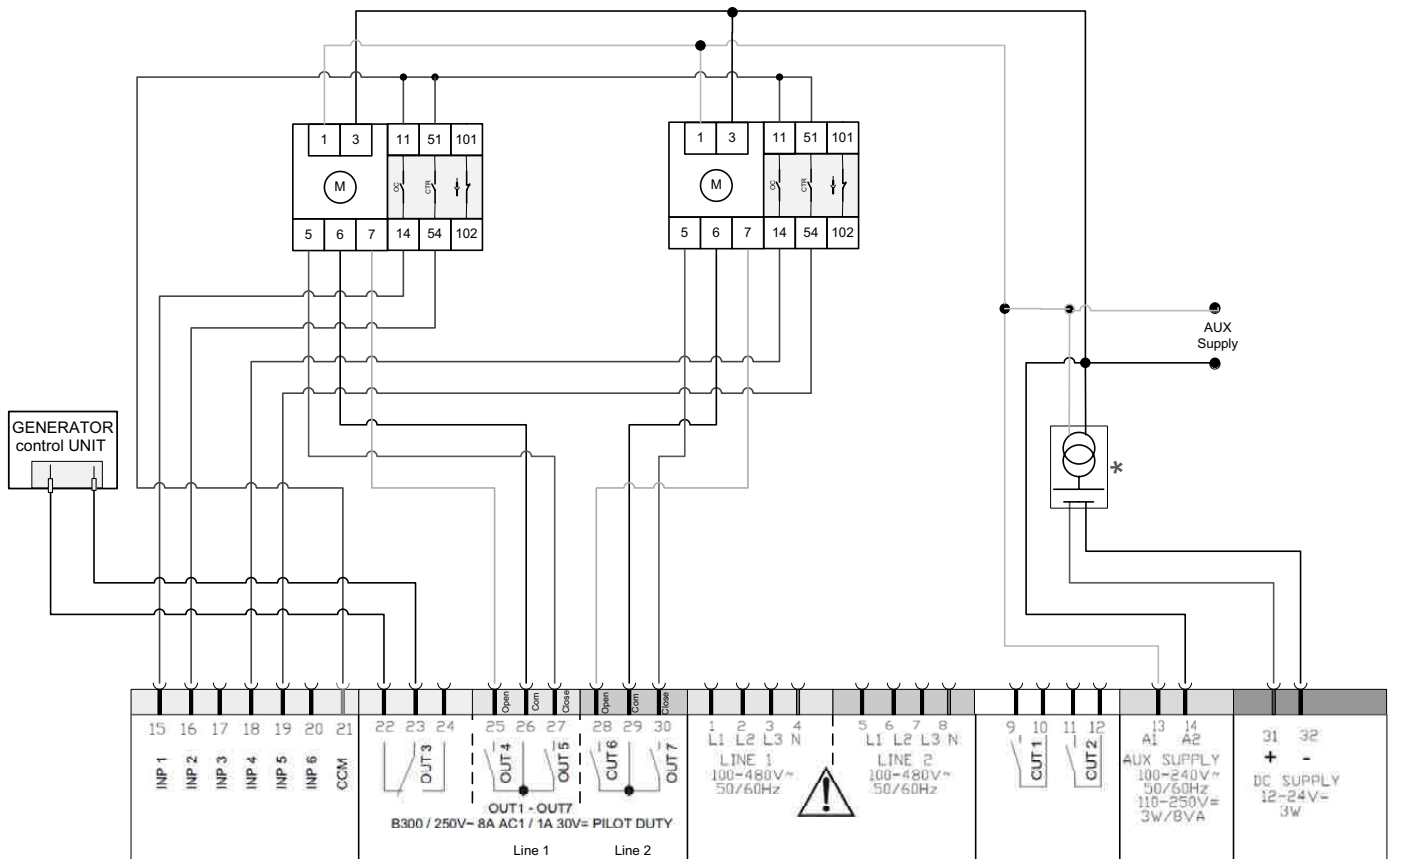 1 3 11 51 101
1 3 11 51 101
OC CTR
OC CTR
M
M
5 6 7 14 54 102
5 6 7 14 54 102
AUX
Supply
GENERATOR
control UNIT
*
Open Com Close Open Com Close
15 16 17 18 19 20 21 22 23 24 25 26 27 28 29 30 1 2 3 4 5 6 7 8 9 10 11 12 13 14 31 32
L1 L2 L3 N L1 L2 L3 N A1 A2 + -
INP 1 INP 2 INP 3 INP 4 INP 5 INP 6 CCM
OUT 3 OUT 4 OUT 5 CUT 6 OUT 7
LINE 1
100-480V~
50/60Hz
LINE 2
100-480V~
50/60Hz
CUT 1 CUT 2
AUX SUPPLY
100-240V~
50/60Hz
110-250V=
3W/8VA
DC SUPPLY
12-24V=
3W
OUT1 - OUT7
B300 / 250V~ 8A AC1 / 1A 30V= PILOT DUTY
Line 1 Line 2